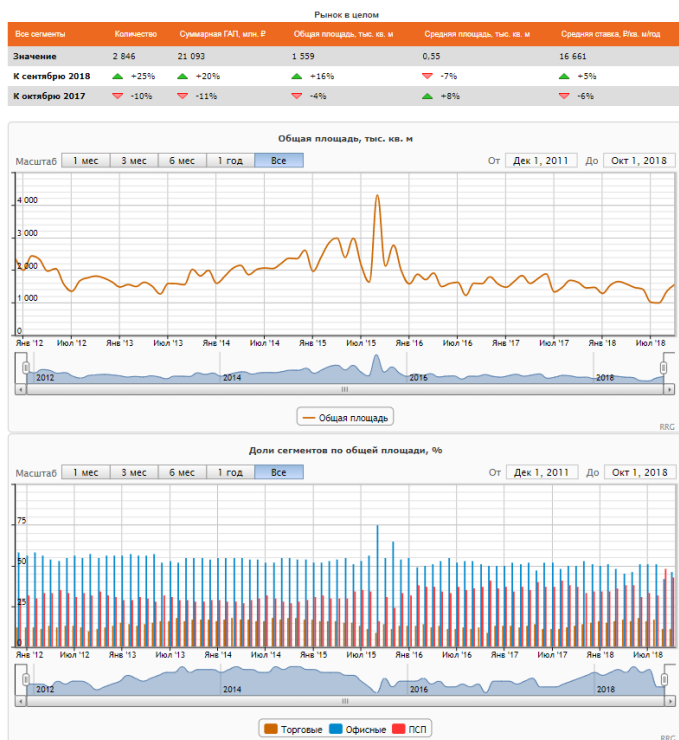 Рынок в целом
Все сегменты Количество Суммарная ГАП, млн. ₽ Общая площадь, тыс. кв. м Средняя площадь, тыс. кв. м Средняя ставка, ₽/кв. м/год
Значение 2 846 21 093 1 559 0,55 16 661
К сентябрю 2018 +25% +20% +16% -7% +5%
К октябрю 2017 -10% -11% -4% +8% -6%
Общая площадь, тыс. кв. м
Масштаб 1 мес 3 мес 6 мес 1 год Все От Дек 1, 2011 До Окт 1, 2018
4 000
3 000
2 000
1 000
0
Янв '12 Июл '12 Янв '13 Июл '13 Янв '14 Июл '14 Янв '15 Июл '15 Янв '16 Июл '16 Янв '17 Июл '17 Янв '18 Июл '18
2012 2014 2016 2018
Общая площадь
RRG
Доли сегментов по общей площади, %
Масштаб 1 мес 3 мес 6 мес 1 год Все От Дек 1, 2011 До Окт 1, 2018
75
50
25
0
Янв '12 Июл '12 Янв '13 Июл '13 Янв '14 Июл '14 Янв '15 Июл '15 Янв '16 Июл '16 Янв '17 Июл '17 Янв '18 Июл '18
2012 2014 2016 2018
Торговые Офисные ПСП
RRG